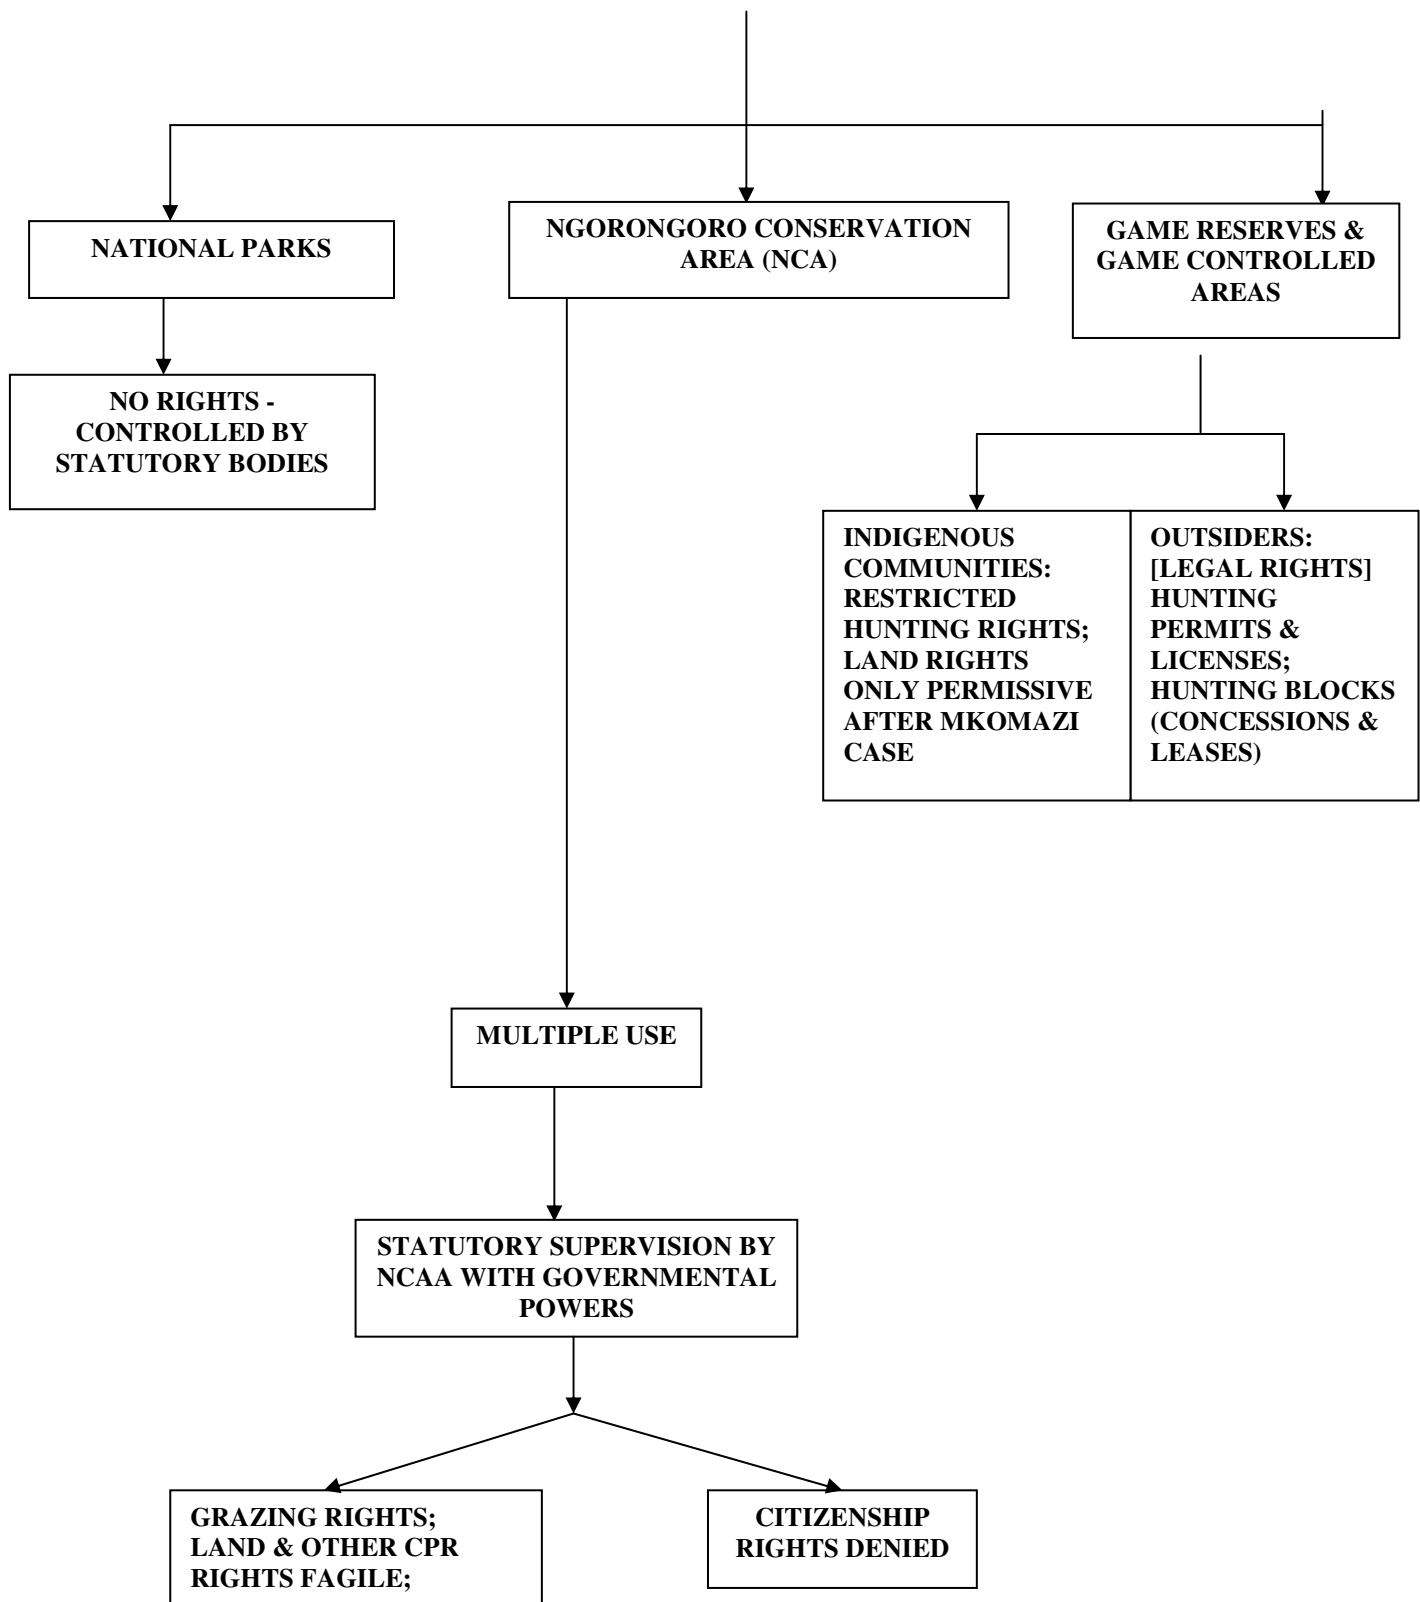 NATIONAL PARKS
NGORONGORO CONSERVATION
AREA (NCA)
GAME RESERVES &
GAME CONTROLLED
AREAS
NO RIGHTS -
CONTROLLED BY
STATUTORY BODIES
INDIGENOUS
COMMUNITIES:
RESTRICTED
HUNTING RIGHTS;
LAND RIGHTS
ONLY PERMISSIVE
AFTER MKOMAZI
CASE
OUTSIDERS:
[LEGAL RIGHTS]
HUNTING
PERMITS &
LICENSES;
HUNTING BLOCKS
(CONCESSIONS &
LEASES)
MULTIPLE USE
STATUTORY SUPERVISION BY
NCAA WITH GOVERNMENTAL
POWERS
GRAZING RIGHTS;
LAND & OTHER CPR
RIGHTS FAGILE;
CITIZENSHIP
RIGHTS DENIED